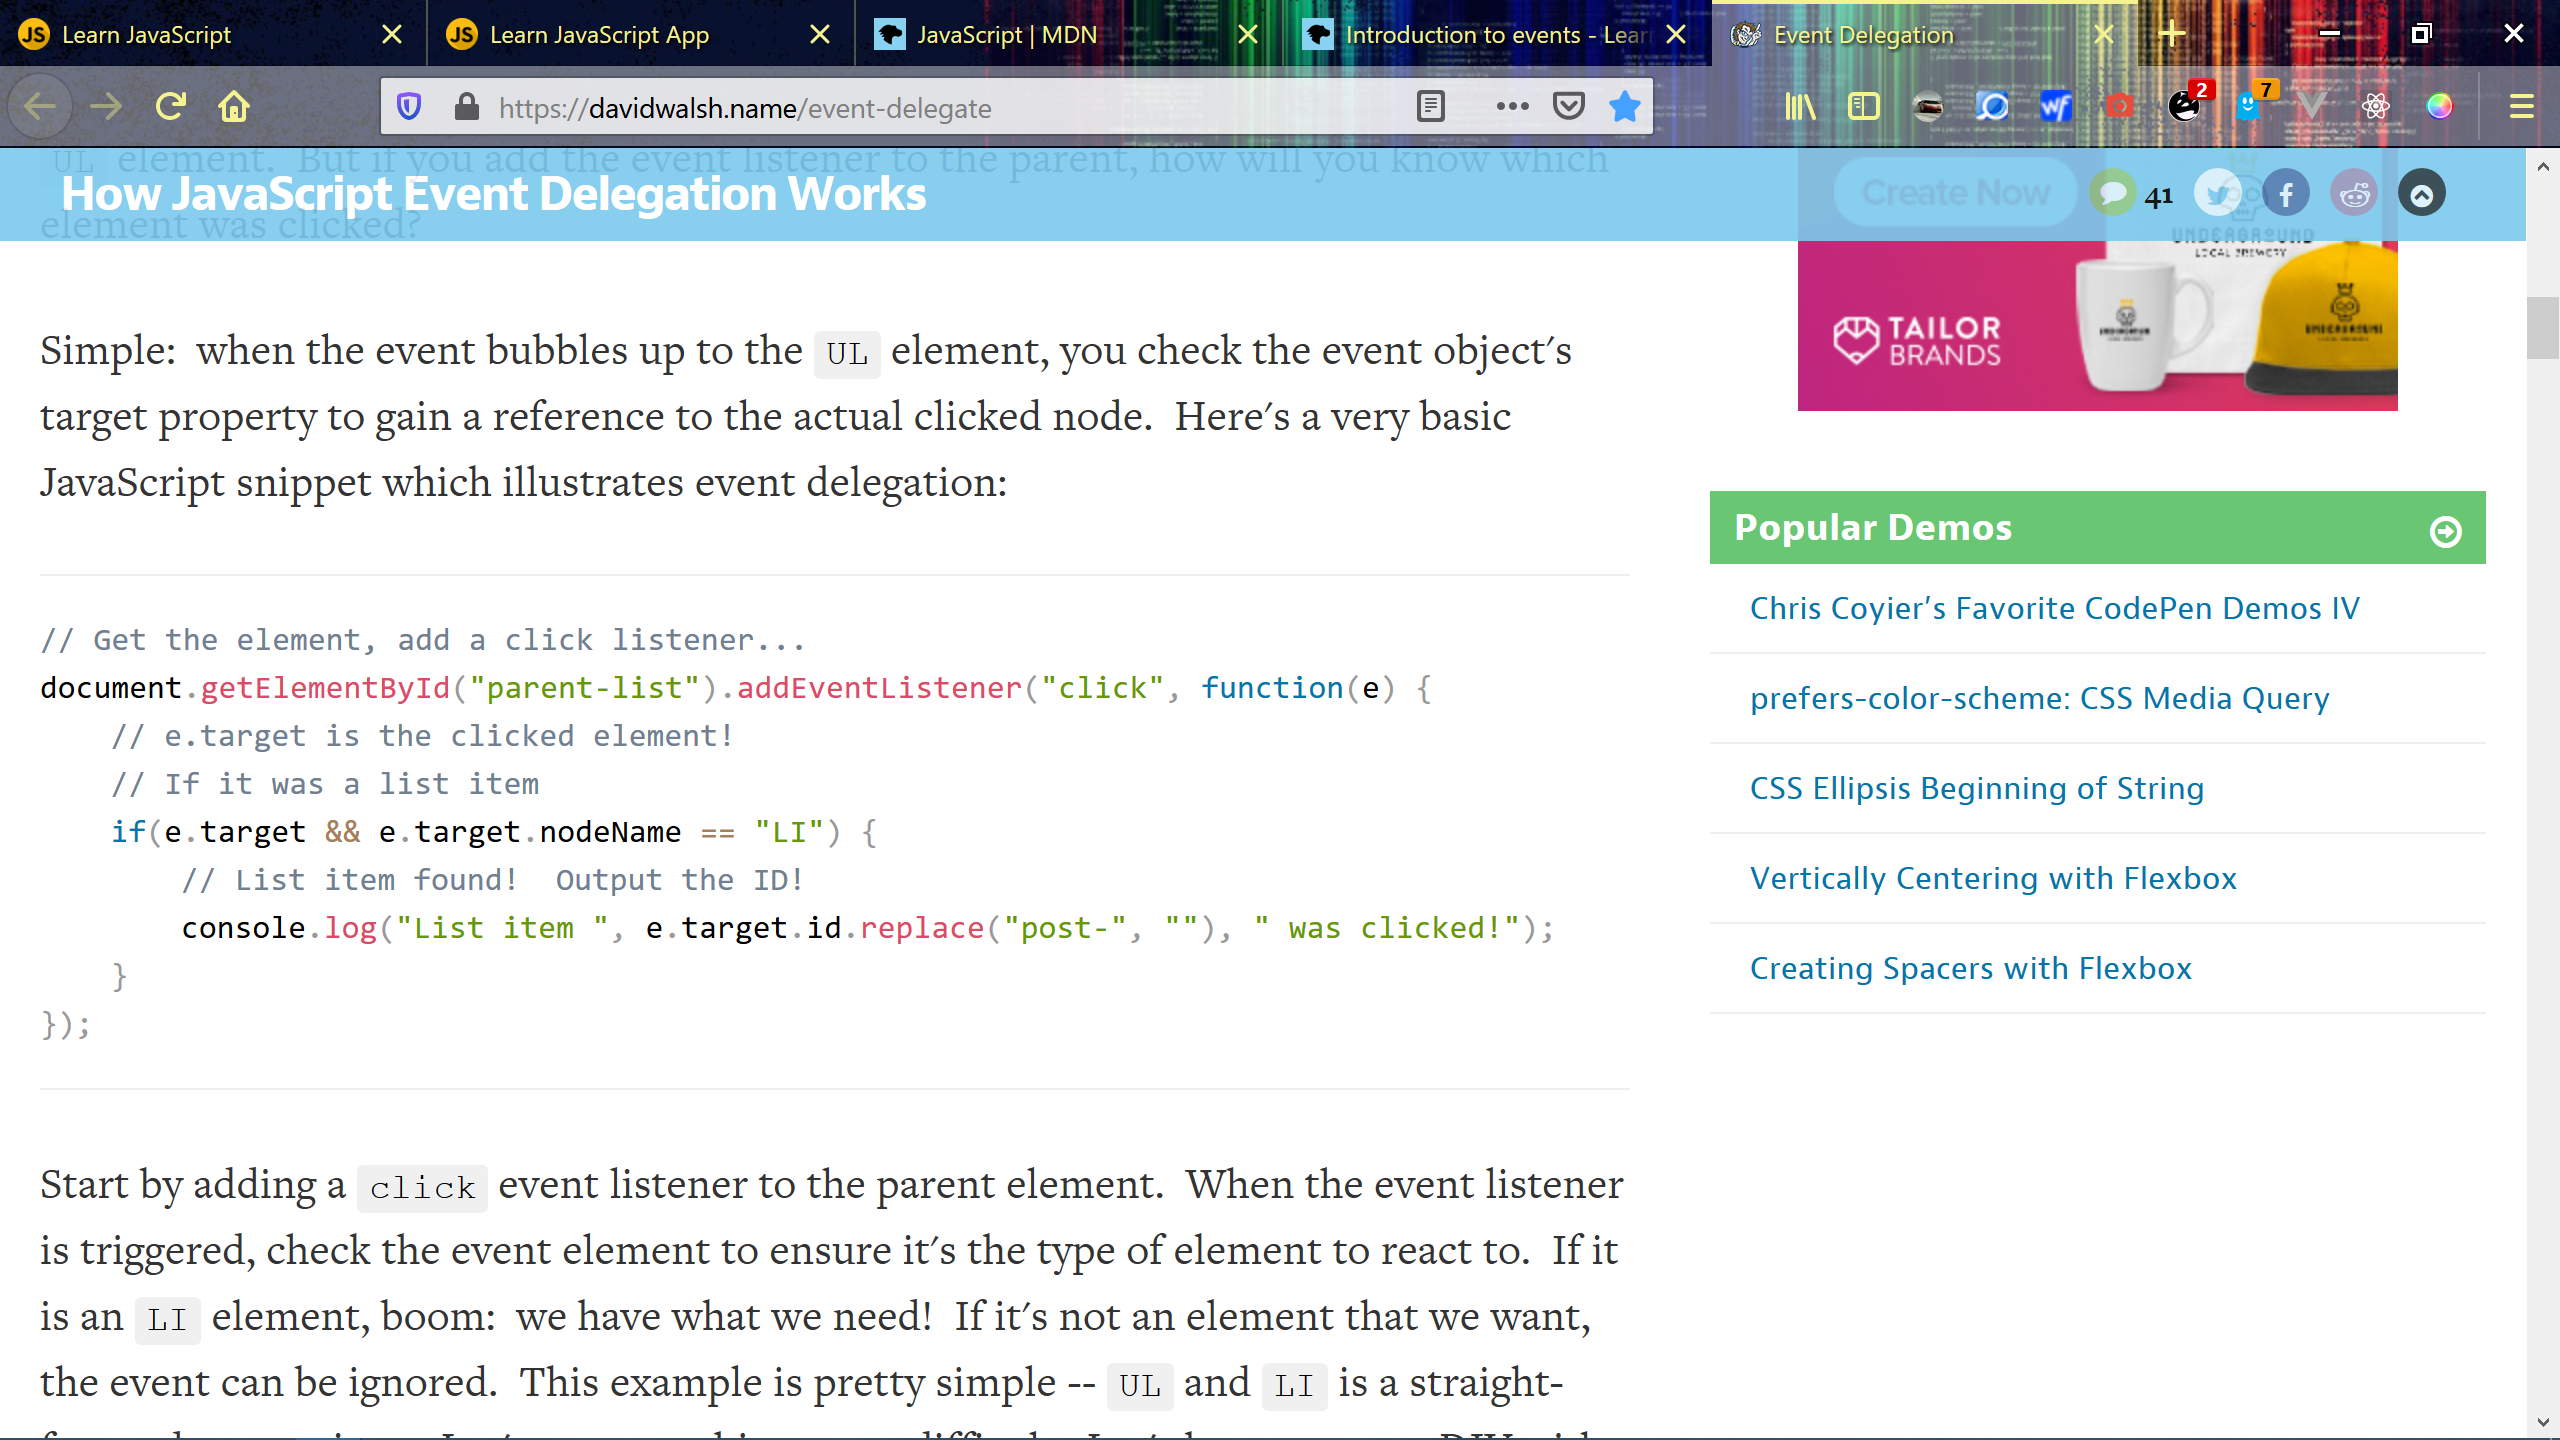 Learn JavaScript
Learn JavaScript App
JavaScript | MDN
Introduction to events - Lear
Event Delegation
https://davidwalsh.name/event-delegate
2
7
UL element. But if you add the event listener to the parent, how will you know which
element was clicked?
How JavaScript Event Delegation Works
41
Simple: when the event bubbles up to the UL element, you check the event object's
target property to gain a reference to the actual clicked node. Here's a very basic
JavaScript snippet which illustrates event delegation:
// Get the element, add a click listener...
document.getElementById("parent-list").addEventListener("click", function(e) {
    // e.target is the clicked element!
    // If it was a list item
    if(e.target && e.target.nodeName == "LI") {
        // List item found!  Output the ID!
        console.log("List item ", e.target.id.replace("post-", ""), " was clicked!");
    }
});
Start by adding a click event listener to the parent element. When the event listener
is triggered, check the event element to ensure it's the type of element to react to. If it
is an LI element, boom: we have what we need! If it's not an element that we want,
the event can be ignored. This example is pretty simple -- UL and LI is a straight-
Create Now
UNDERGROUND
LOCAL BREWERY
TAILOR
BRANDS
Popular Demos
Chris Coyier's Favorite CodePen Demos IV
prefers-color-scheme: CSS Media Query
CSS Ellipsis Beginning of String
Vertically Centering with Flexbox
Creating Spacers with Flexbox